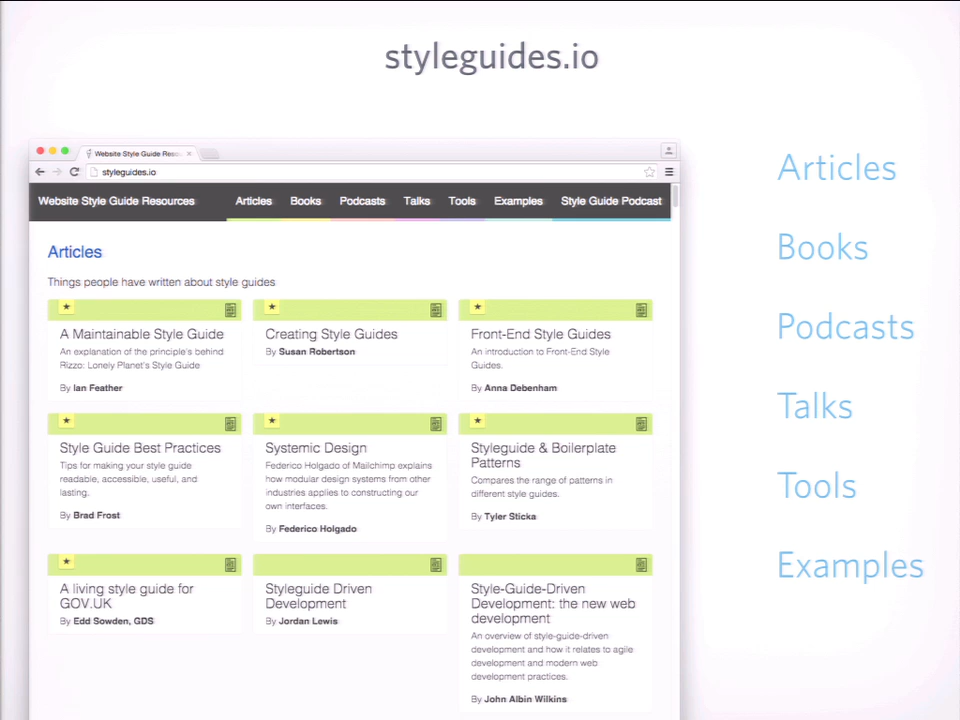 styleguides.io
Website Style Guide Reso
styleguides.io
Website Style Guide Resources
Articles
Books
Podcasts
Talks
Tools
Examples
Style Guide Podcast
Articles
Things people have written about style guides
A Maintainable Style Guide
An explanation of the principle's behind
Rizzo: Lonely Planet's Style Guide
By Ian Feather
Creating Style Guides
By Susan Robertson
Front-End Style Guides
An introduction to Front-End Style
Guides.
By Anna Debenham
Style Guide Best Practices
Tips for making your style guide
readable, accessible, useful, and
lasting.
By Brad Frost
Systemic Design
Federico Holgado of Mailchimp explains
how modular design systems from other
industries applies to constructing our
own interfaces.
By Federico Holgado
Styleguide & Boilerplate
Patterns
Compares the range of patterns in
different style guides.
By Tyler Sticka
A living style guide for
GOV.UK
By Edd Sowden, GDS
Styleguide Driven
Development
By Jordan Lewis
Style-Guide-Driven
Development: the new web
development
An overview of style-guide-driven
development and how it relates to agile
development and modern web
development practices.
By John Albin Wilkins
Articles
Books
Podcasts
Talks
Tools
Examples